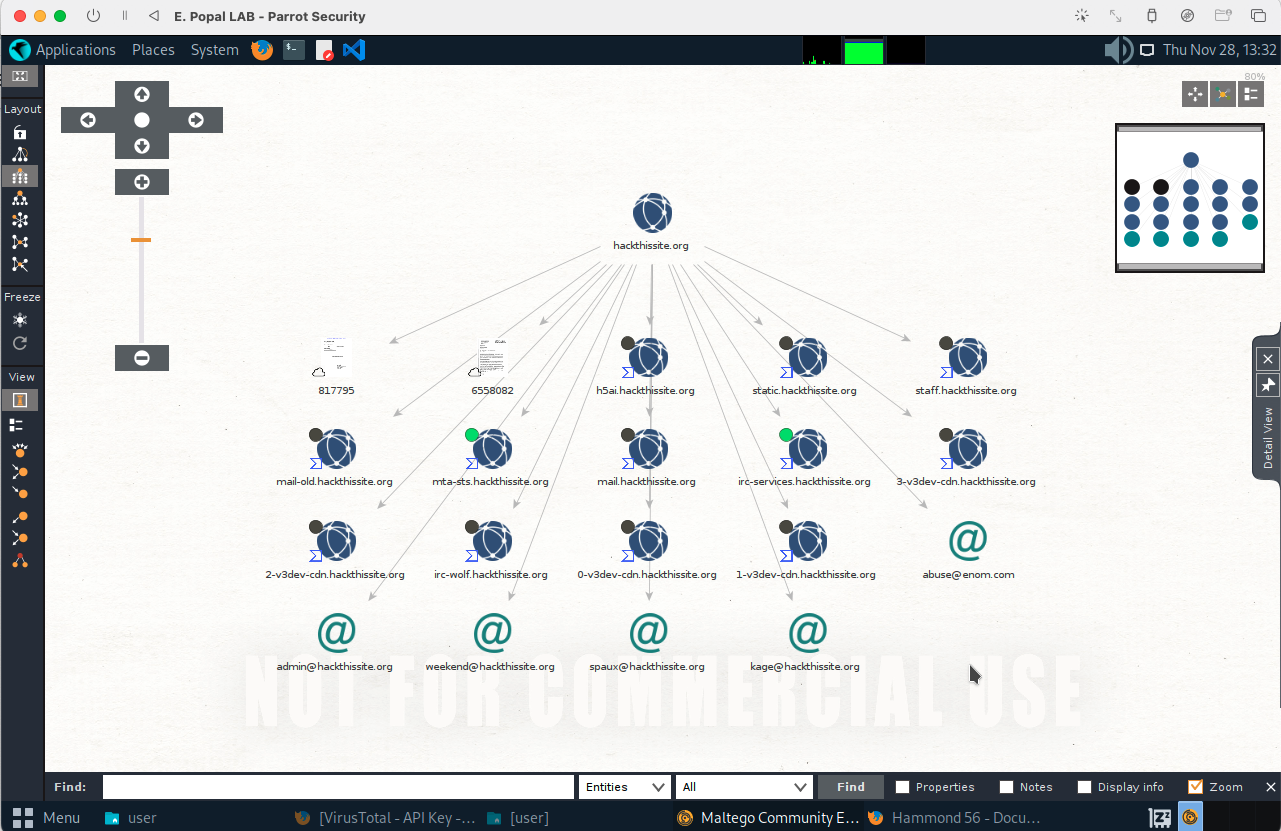 E. Popal LAB - Parrot Security
Applications Places System
Thu Nov 28, 13:32
80%
Layout
Freeze
View
hackthissite.org
817795
6558082
h5ai.hackthissite.org
static.hackthissite.org
staff.hackthissite.org
mail-old.hackthissite.org
mta-sts.hackthissite.org
mail.hackthissite.org
irc-services.hackthissite.org
3-v3dev-cdn.hackthissite.org
2-v3dev-cdn.hackthissite.org
irc-wolf.hackthissite.org
0-v3dev-cdn.hackthissite.org
1-v3dev-cdn.hackthissite.org
abuse@enom.com
admin@hackthissite.org
weekend@hackthissite.org
spaux@hackthissite.org
kage@hackthissite.org
NOT FOR COMMERCIAL USE
Detail View
Find: Entities All Find Properties Notes Display info Zoom
Menu user [VirusTotal - API Key -... [user] Maltego Community E... Hammond 56 - Docu...